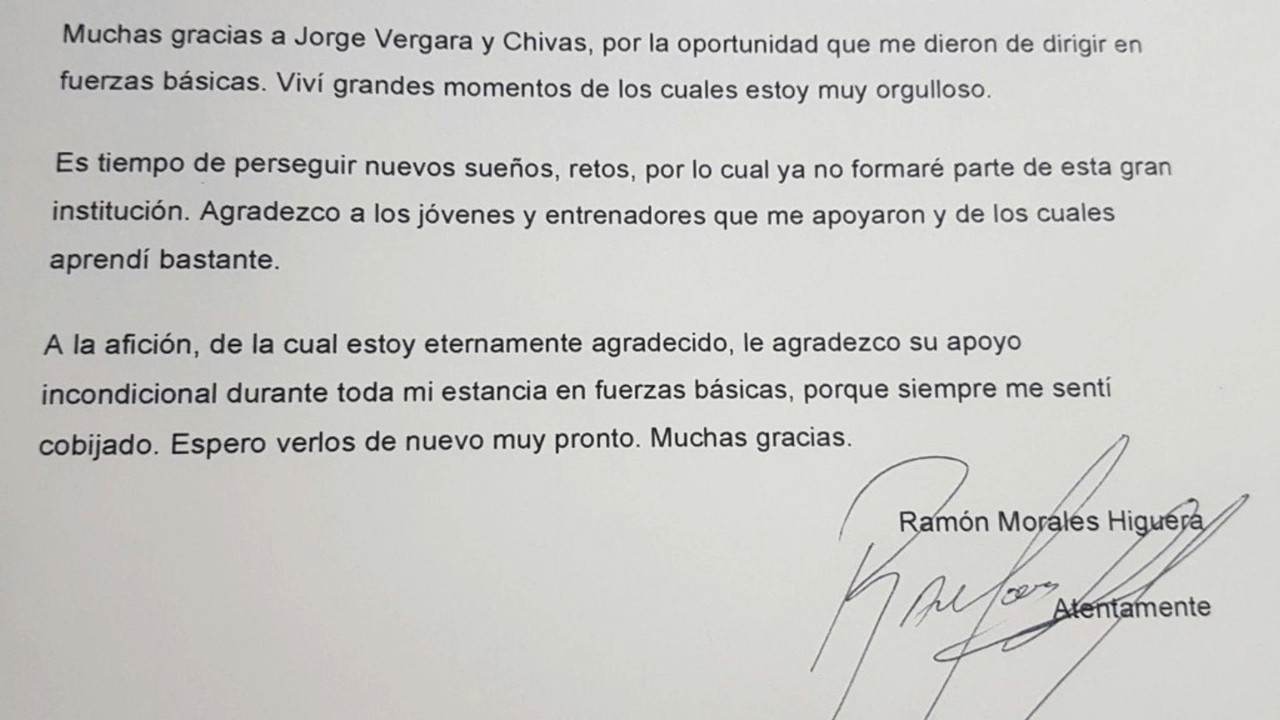 Muchas gracias a Jorge Vergara y Chivas, por la oportunidad que me dieron de dirigir en
fuerzas básicas. Viví grandes momentos de los cuales estoy muy orgulloso.
Es tiempo de perseguir nuevos sueños, retos, por lo cual ya no formaré parte de esta gran
institución. Agradezco a los jóvenes y entrenadores que me apoyaron y de los cuales
aprendí bastante.
A la afición, de la cual estoy eternamente agradecido, le agradezco su apoyo
incondicional durante toda mi estancia en fuerzas básicas, porque siempre me sentí
cobijado. Espero verlos de nuevo muy pronto. Muchas gracias.
Ramón Morales Higuera
Atentamente